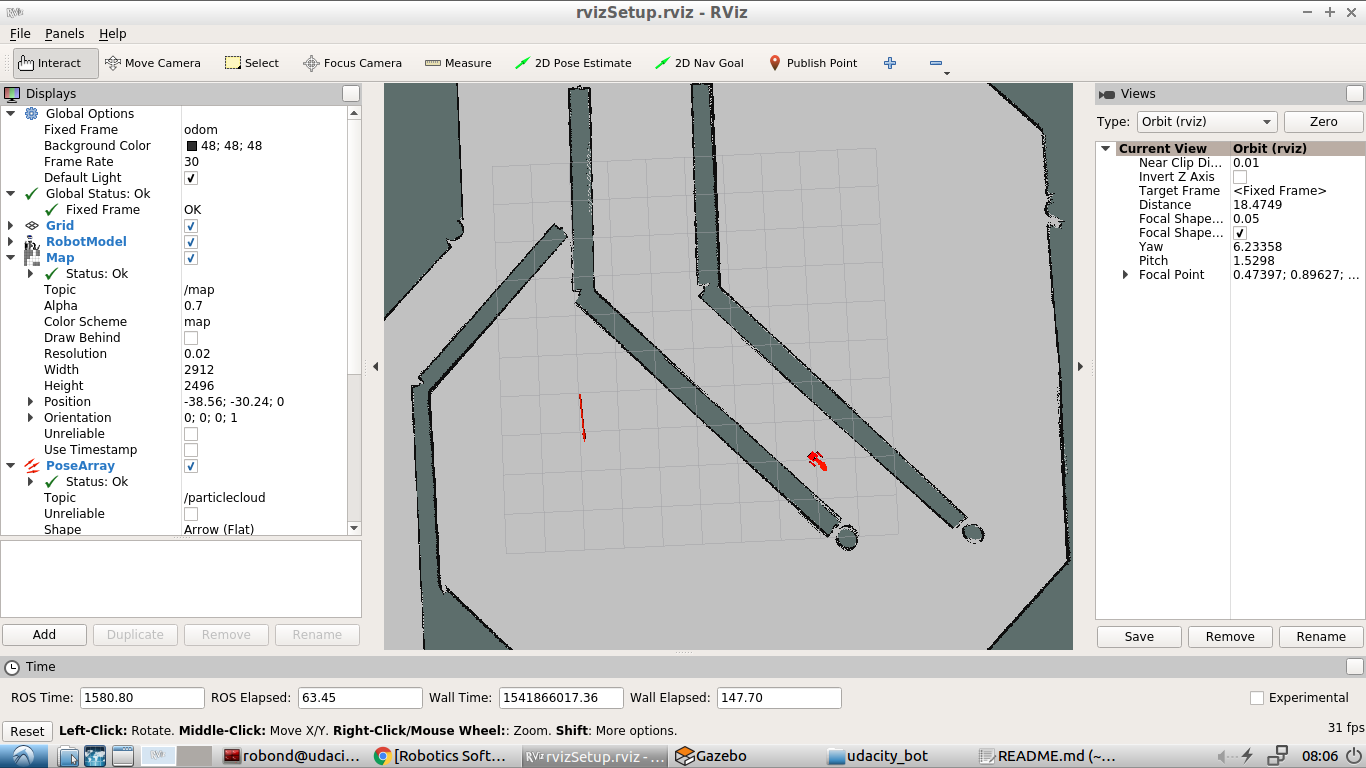 rvizSetup.rviz - RViz
File Panels Help
Interact Move Camera Select Focus Camera Measure 2D Pose Estimate 2D Nav Goal Publish Point
Displays
Global Options
Fixed Frame odom
Background Color 48; 48; 48
Frame Rate 30
Default Light
Global Status: Ok
Fixed Frame OK
Grid
RobotModel
Map
Status: Ok
Topic /map
Alpha 0.7
Color Scheme map
Draw Behind
Resolution 0.02
Width 2912
Height 2496
Position -38.56; -30.24; 0
Orientation 0; 0; 0; 1
Unreliable
Use Timestamp
PoseArray
Status: Ok
Topic /particlecloud
Unreliable
Shape Arrow (Flat)
Add Duplicate Remove Rename
Views
Type: Orbit (rviz) Zero
Current View Orbit (rviz)
Near Clip Di... 0.01
Invert Z Axis
Target Frame <Fixed Frame>
Distance 18.4749
Focal Shape... 0.05
Focal Shape...
Yaw 6.23358
Pitch 1.5298
Focal Point 0.47397; 0.89627; ...
Save Remove Rename
Time
ROS Time: 1580.80 ROS Elapsed: 63.45 Wall Time: 1541866017.36 Wall Elapsed: 147.70 Experimental
Reset Left-Click: Rotate. Middle-Click: Move X/Y. Right-Click/Mouse Wheel:: Zoom. Shift: More options. 31 fps
robond@udaci... [Robotics Soft... RViz rvizSetup.rviz - ... Gazebo udacity_bot README.md (~... 08:06